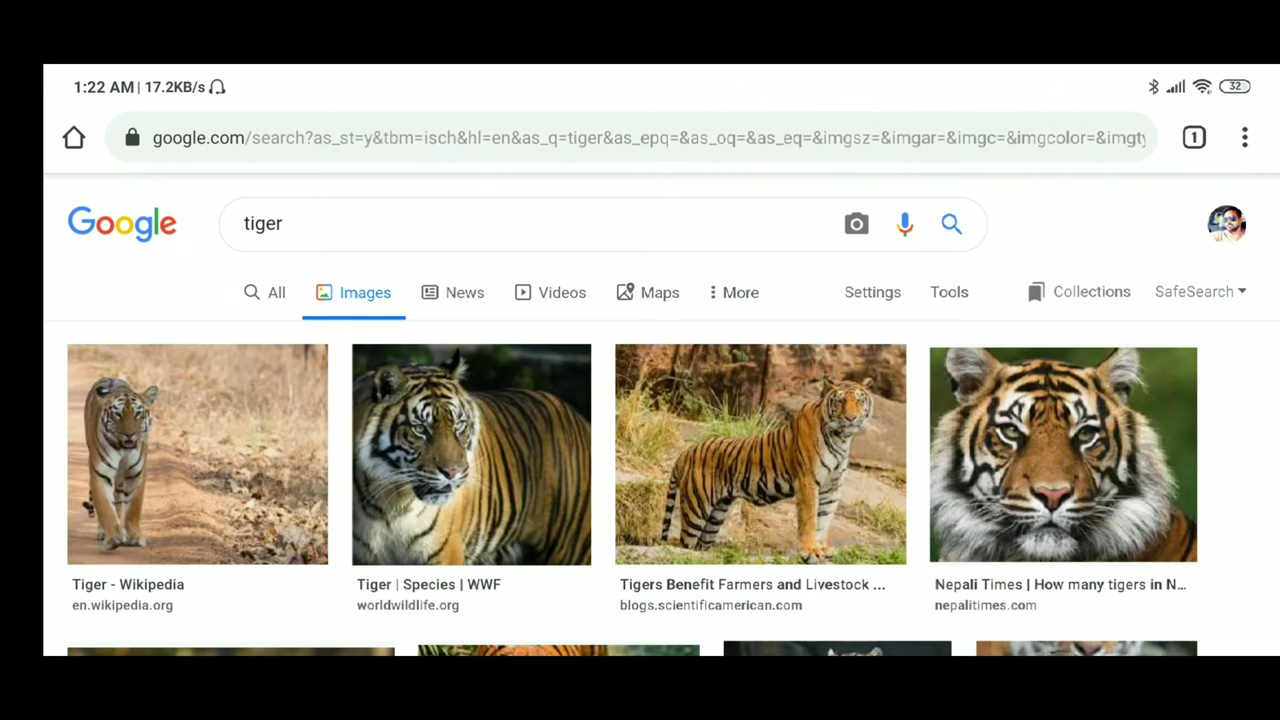 1:22 AM | 17.2KB/s
32
google.com/search?as_st=y&tbm=isch&hl=en&as_q=tiger&as_epq=&as_oq=&as_eq=&imgsz=&imgar=&imgc=&imgcolor=&imgty
1
Google
tiger
All Images News Videos Maps More Settings Tools Collections SafeSearch
Tiger - Wikipedia
en.wikipedia.org
Tiger | Species | WWF
worldwildlife.org
Tigers Benefit Farmers and Livestock ...
blogs.scientificamerican.com
Nepali Times | How many tigers in N...
nepalitimes.com